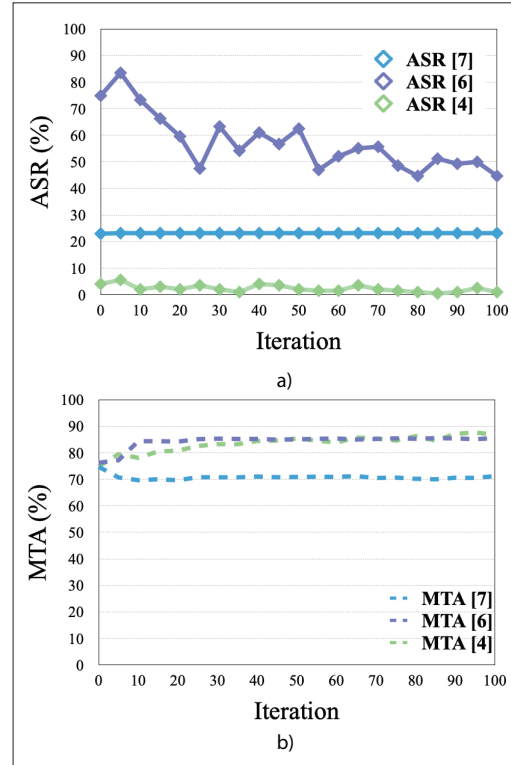 100
90
80
70
60
50
40
30
20
10
0
ASR (%)
ASR [7]
ASR [6]
ASR [4]
0 10 20 30 40 50 60 70 80 90 100
Iteration
a)
100
90
80
70
60
50
40
30
20
10
0
MTA (%)
MTA [7]
MTA [6]
MTA [4]
0 10 20 30 40 50 60 70 80 90 100
Iteration
b)